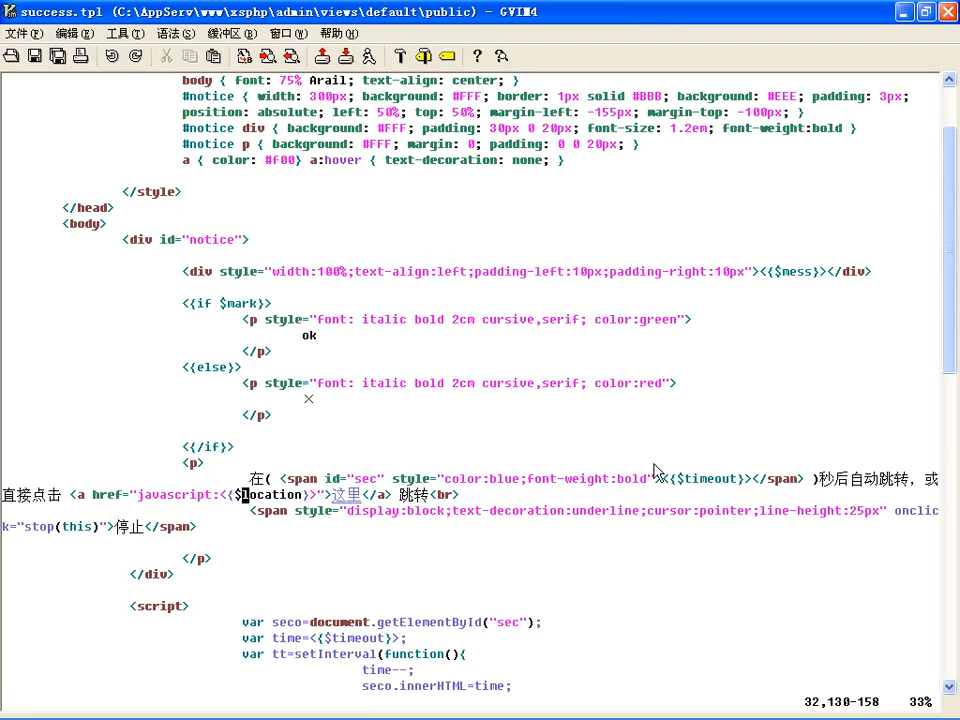 success.tpl (C:\AppServ\www\xsphp\admin\views\default\public) - GVIM4
文件(F) 编辑(E) 工具(T) 语法(S) 缓冲区(B) 窗口(W) 帮助(H)
body { font: 75% Arail; text-align: center; }
#notice { width: 300px; background: #FFF; border: 1px solid #BBB; background: #EEE; padding: 3px;
position: absolute; left: 50%; top: 50%; margin-left: -155px; margin-top: -100px; }
#notice div { background: #FFF; padding: 30px 0 20px; font-size: 1.2em; font-weight:bold }
#notice p { background: #FFF; margin: 0; padding: 0 0 20px; }
a { color: #f00} a:hover { text-decoration: none; }
</style>
</head>
<body>
<div id="notice">
<div style="width:100%;text-align:left;padding-left:10px;padding-right:10px"><{$mess}></div>
<{if $mark}>
<p style="font: italic bold 2cm cursive,serif; color:green">
ok
</p>
<{else}>
<p style="font: italic bold 2cm cursive,serif; color:red">
×
</p>
<{/if}>
<p>
在( <span id="sec" style="color:blue;font-weight:bold"><{$timeout}></span> )秒后自动跳转, 或
直接点击 <a href="javascript:<{$location}>">这里</a> 跳转<br>
<span style="display:block;text-decoration:underline;cursor:pointer;line-height:25px" onclic
k="stop(this)">停止</span>
</p>
</div>
<script>
var seco=document.getElementById("sec");
var time=<{$timeout}>;
var tt=setInterval(function(){
time--;
seco.innerHTML=time;
32,130-158 33%